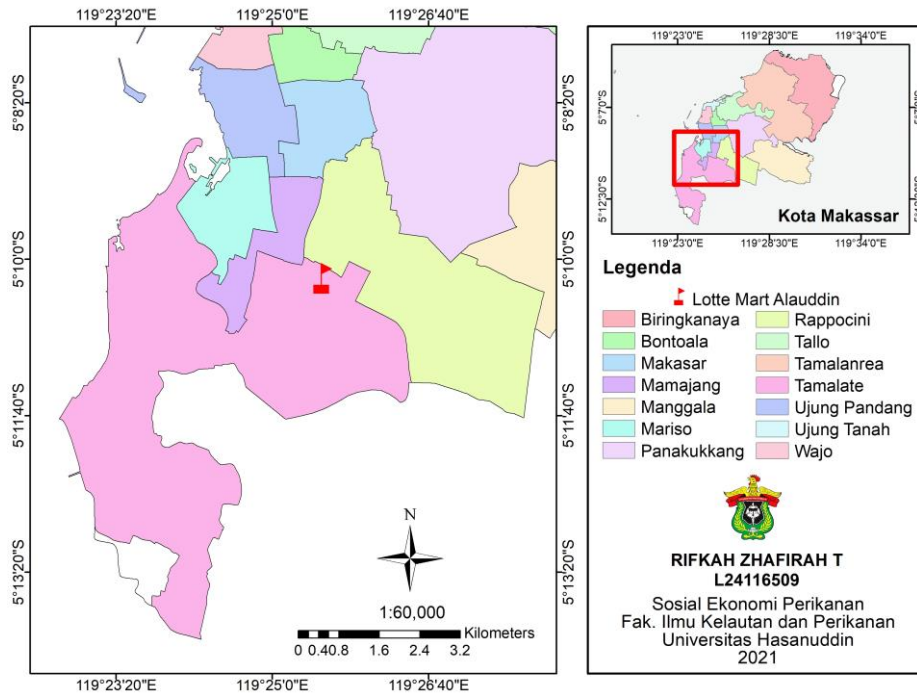 119°23'20"E 119°25'0"E 119°26'40"E
5°8'20"S 5°8'20"S
5°10'0"S 5°10'0"S
5°11'40"S 5°11'40"S
5°13'20"S 5°13'20"S
N
1:60,000
Kilometers
0 0.40.8 1.6 2.4 3.2
119°23'20"E 119°25'0"E 119°26'40"E
119°23'0"E 119°28'30"E 119°34'0"E
5°7'0"S
5°12'30"S
Kota Makassar
119°23'0"E 119°28'30"E 119°34'0"E
Legenda
Lotte Mart Alauddin
Biringkanaya Rappocini
Bontoala Tallo
Makasar Tamalanrea
Mamajang Tamalate
Manggala Ujung Pandang
Mariso Ujung Tanah
Panakukkang Wajo
RIFKAH ZHAFIRAH T
L24116509
Sosial Ekonomi Perikanan
Fak. Ilmu Kelautan dan Perikanan
Universitas Hasanuddin
2021